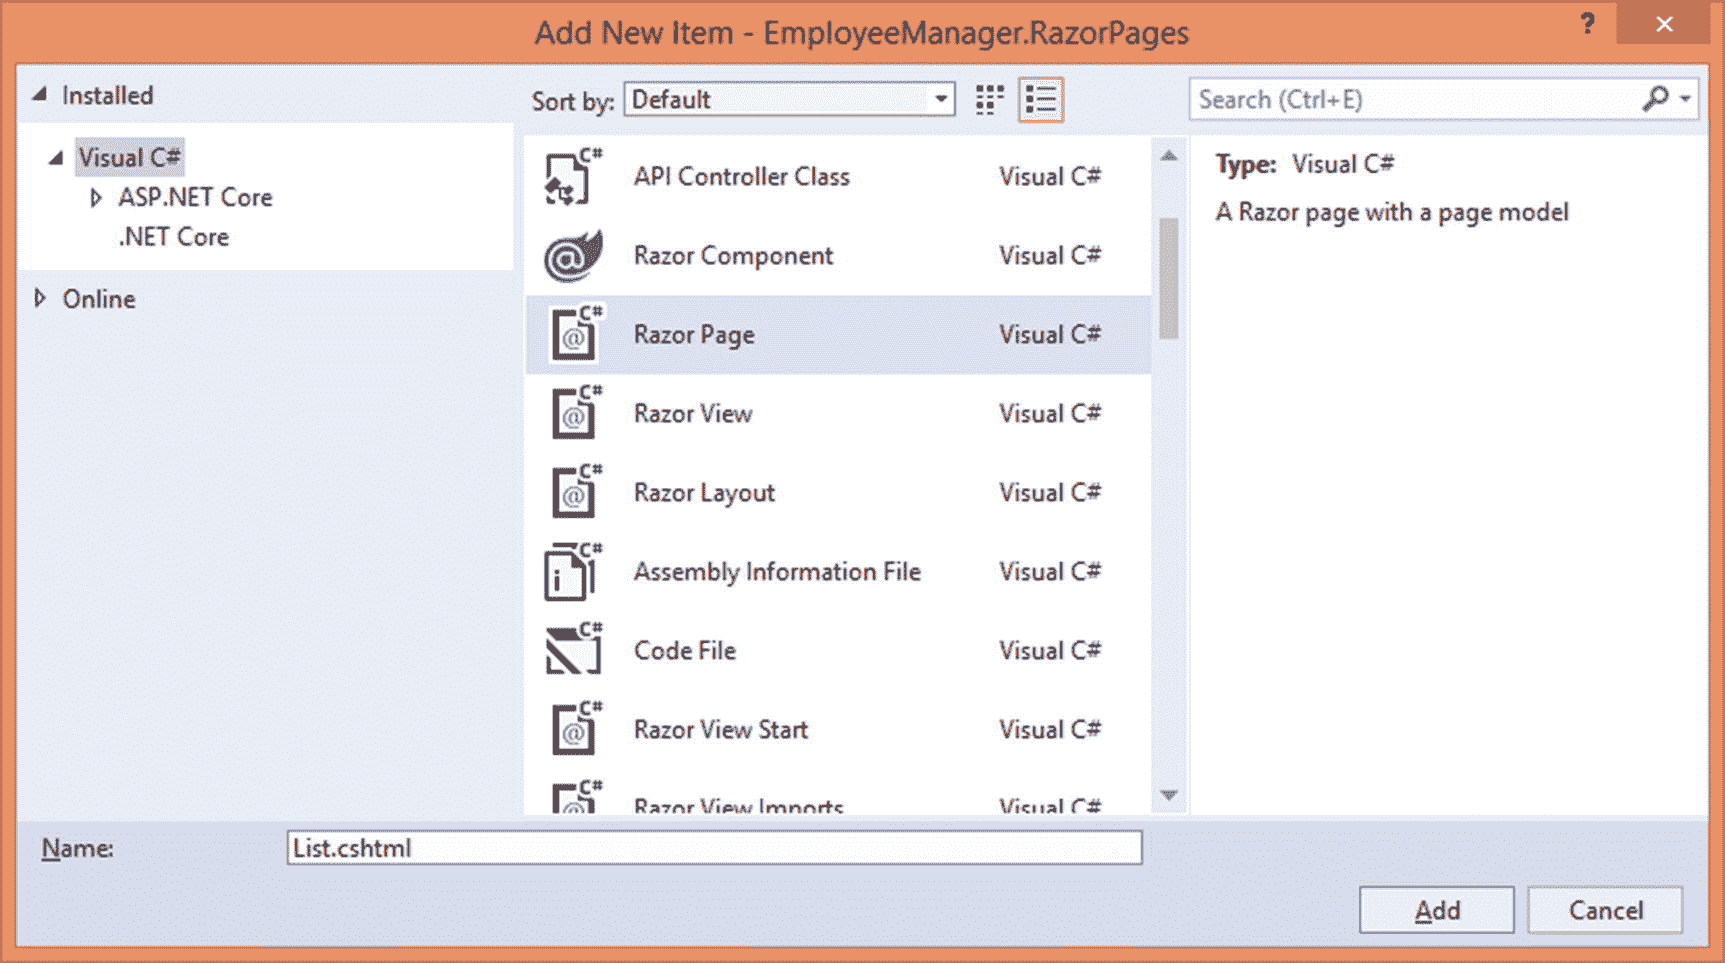 Add New Item - EmployeeManager.RazorPages
?
Installed
Sort by: Default
Search (Ctrl+E)
Visual C#
ASP.NET Core
.NET Core
Online
C# API Controller Class Visual C#
@ Razor Component Visual C#
C# @ Razor Page Visual C#
C# @ Razor View Visual C#
C# @ Razor Layout Visual C#
C# i Assembly Information File Visual C#
C# Code File Visual C#
C# @ Razor View Start Visual C#
C# @ Razor View Imports Visual C#
Type: Visual C#
A Razor page with a page model
Name: List.cshtml
Add Cancel